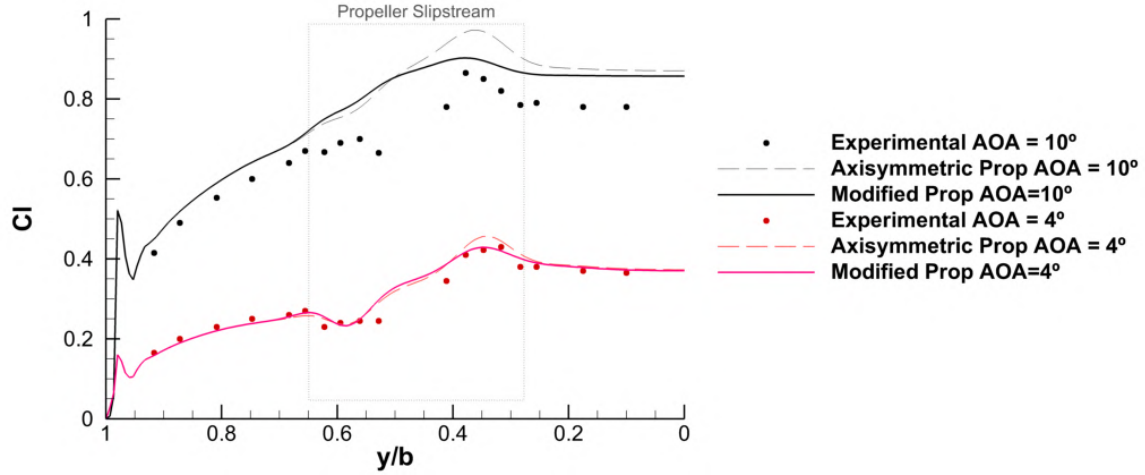 Propeller Slipstream
1
0.8
0.6
0.4
0.2
0
Cl
1
0.8
0.6
0.4
0.2
0
y/b
Experimental AOA = 10º
Axisymmetric Prop AOA = 10º
Modified Prop AOA=10º
Experimental AOA = 4º
Axisymmetric Prop AOA = 4º
Modified Prop AOA=4º